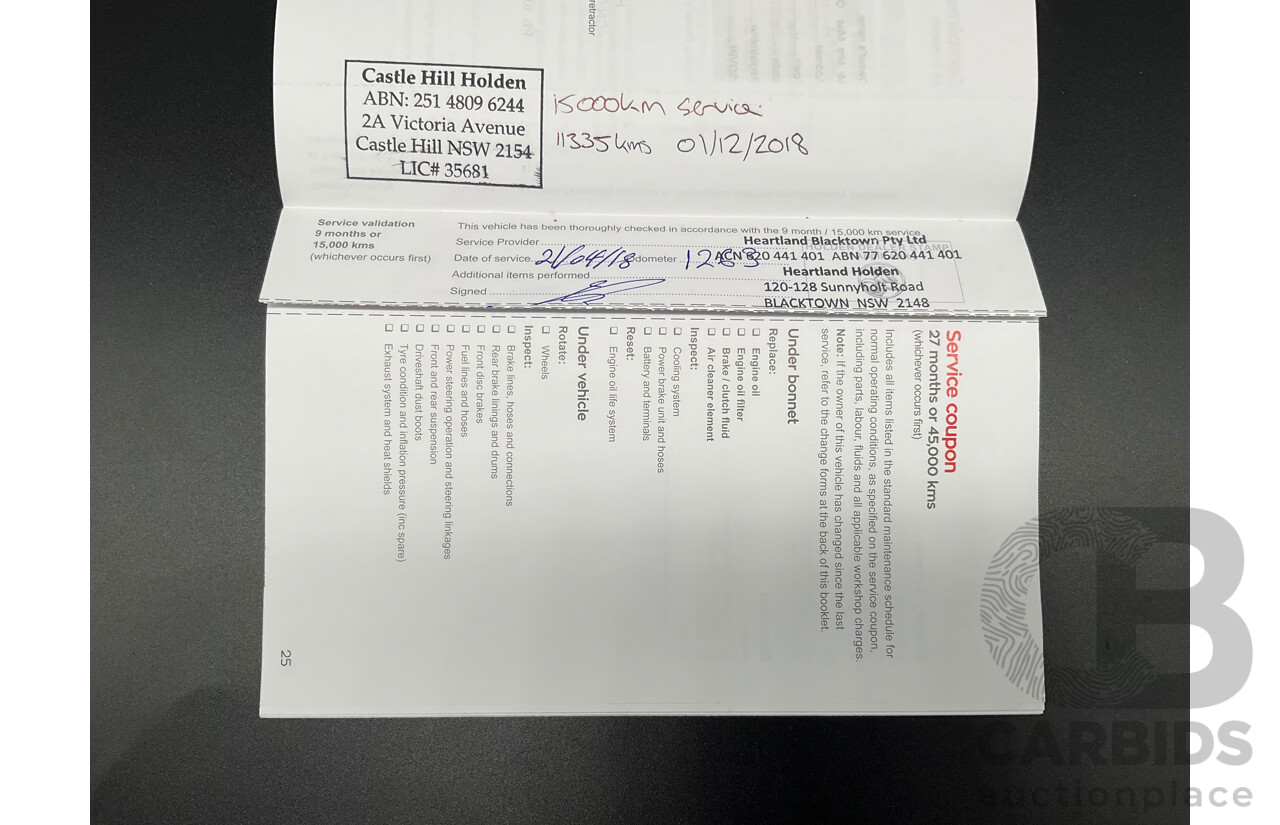 retractor
Castle Hill Holden
ABN: 251 4809 6244
2A Victoria Avenue
Castle Hill NSW 2154
LIC# 35681
15000km service
11335kms 01/12/2018
Service validation
9 months or
15,000 kms
(whichever occurs first)
This vehicle has been thoroughly checked in accordance with the 9 month / 15,000 km service
Service Provider
Date of service 21/04/18 dometer
Additional items performed
Signed
HOLDEN DEALER STAMP
Heartland Blacktown Pty Ltd
ACN 620 441 401 ABN 77 620 441 401
Heartland Holden
120-128 Sunnyholt Road
BLACKTOWN NSW 2148
Service coupon
27 months or 45,000 kms
(whichever occurs first)
Includes all items listed in the standard maintenance schedule for
normal operating conditions, as specified on the service coupon,
including parts, labour, fluids and all applicable workshop charges.
Note: If the owner of this vehicle has changed since the last
service, refer to the change forms at the back of this booklet.
Under bonnet
Replace:
Engine oil
Engine oil filter
Brake / clutch fluid
Air cleaner element
Inspect:
Cooling system
Power brake unit and hoses
Battery and terminals
Reset:
Engine oil life system
Under vehicle
Rotate:
Wheels
Inspect:
Brake lines, hoses and connections
Rear brake linings and drums
Front disc brakes
Fuel lines and hoses
Power steering operation and steering linkages
Front and rear suspension
Driveshaft dust boots
Tyre condition and inflation pressure (inc spare)
Exhaust system and heat shields
25
CARBIDS
auctionplace